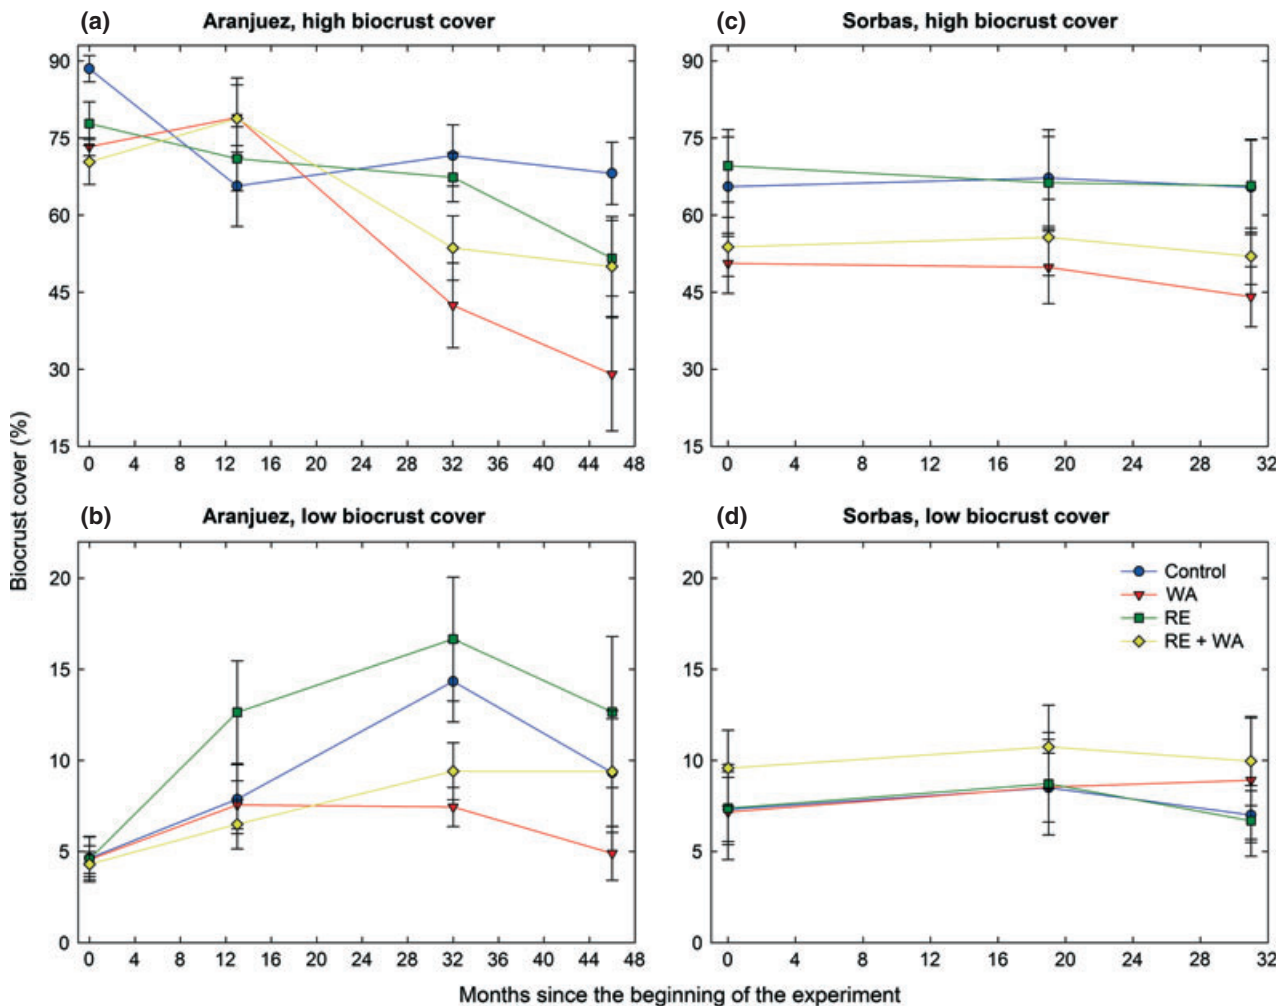 (a) Aranjuez, high biocrust cover
90
75
60
45
30
15
0 4 8 12 16 20 24 28 32 36 40 44 48
(c) Sorbas, high biocrust cover
90
75
60
45
30
15
0 4 8 12 16 20 24 28 32
Biocrust cover (%)
(b) Aranjuez, low biocrust cover
20
15
10
5
0
0 4 8 12 16 20 24 28 32 36 40 44 48
(d) Sorbas, low biocrust cover
Control
WA
RE
RE + WA
20
15
10
5
0
0 4 8 12 16 20 24 28 32
Months since the beginning of the experiment